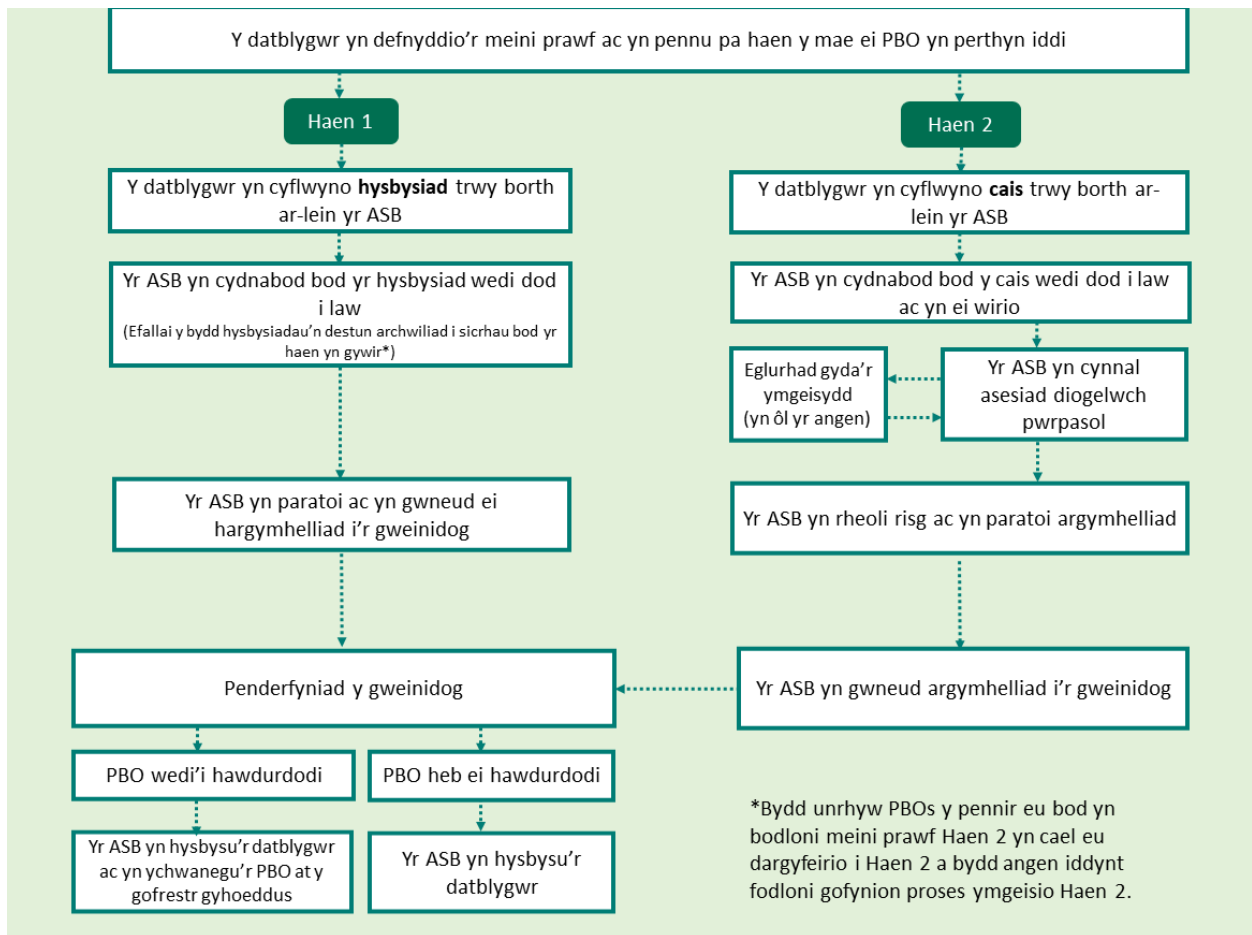 Y datblygwr yn defnyddio’r meini prawf ac yn pennu pa haen y mae ei PBO yn perthyn iddi
Haen 1
Y datblygwr yn cyflwyno hysbysiad trwy borth
ar-lein yr ASB
Yr ASB yn cydnabod bod yr hysbysiad wedi dod
i law
(Efallai y bydd hysbysiadau’n destun archwiliad i sicrhau bod yr
haen yn gywir*)
Yr ASB yn paratoi ac yn gwneud ei
hargymhelliad i’r gweinidog
Haen 2
Y datblygwr yn cyflwyno cais trwy borth ar-
lein yr ASB
Yr ASB yn cydnabod bod y cais wedi dod i law
ac yn ei wirio
Eglurhad gyda’r
ymgeisydd
(yn ôl yr angen)
Yr ASB yn cynnal
asesiad diogelwch
pwrpasol
Yr ASB yn rheoli risg ac yn paratoi argymhelliad
Yr ASB yn gwneud argymhelliad i’r gweinidog
Penderfyniad y gweinidog
PBO wedi’i hawdurdodi
PBO heb ei hawdurdodi
Yr ASB yn hysbysu’r datblygwr
ac yn ychwanegu’r PBO at y
gofrestr gyhoeddus
Yr ASB yn hysbysu’r
datblygwr
*Bydd unrhyw PBOs y pennir eu bod yn
bodloni meini prawf Haen 2 yn cael eu
dargyfeirio i Haen 2 a bydd angen iddynt
fodloni gofynion proses ymgeisio Haen 2.